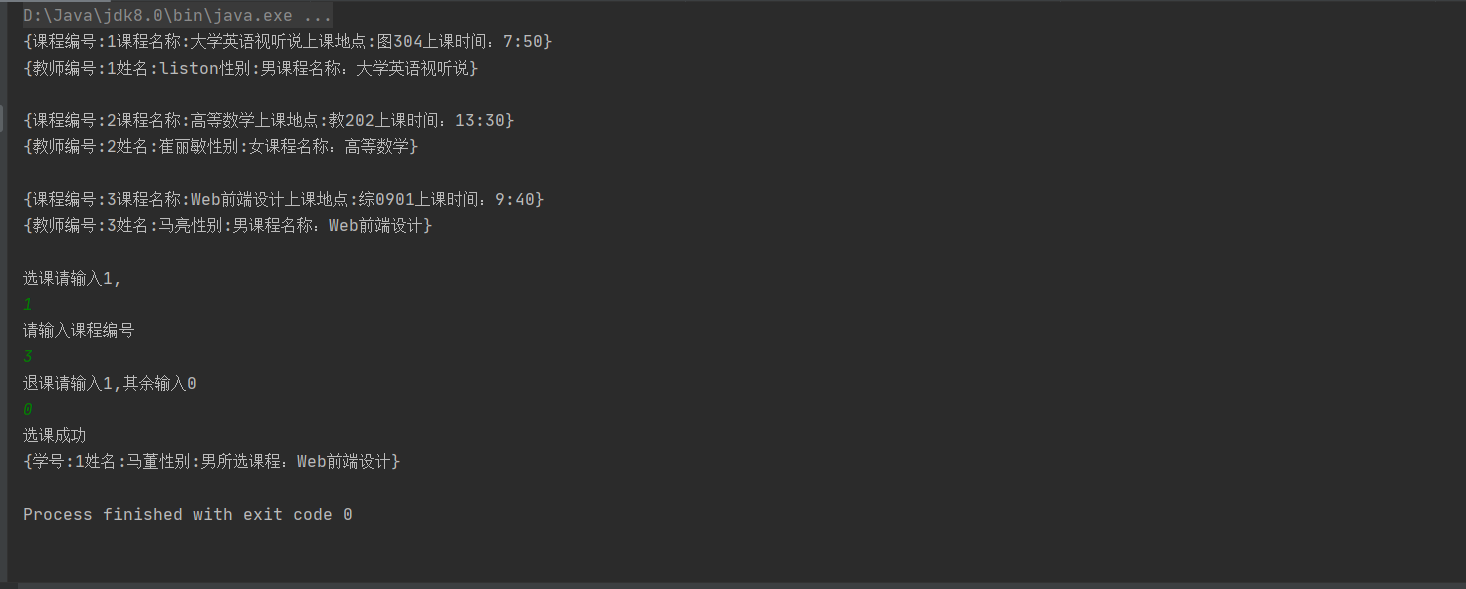 D:\Java\jdk8.0\bin\java.exe ...
{课程编号:1课程名称:大学英语视听说上课地点:图304上课时间：7:50}
{教师编号:1姓名:liston性别:男课程名称：大学英语视听说}
{课程编号:2课程名称:高等数学上课地点:教202上课时间：13:30}
{教师编号:2姓名:崔丽敏性别:女课程名称：高等数学}
{课程编号:3课程名称:Web前端设计上课地点:综0901上课时间：9:40}
{教师编号:3姓名:马亮性别:男课程名称：Web前端设计}
选课请输入1,
1
请输入课程编号
3
退课请输入1,其余输入0
0
选课成功
{学号:1姓名:马董性别:男所选课程：Web前端设计}
Process finished with exit code 0